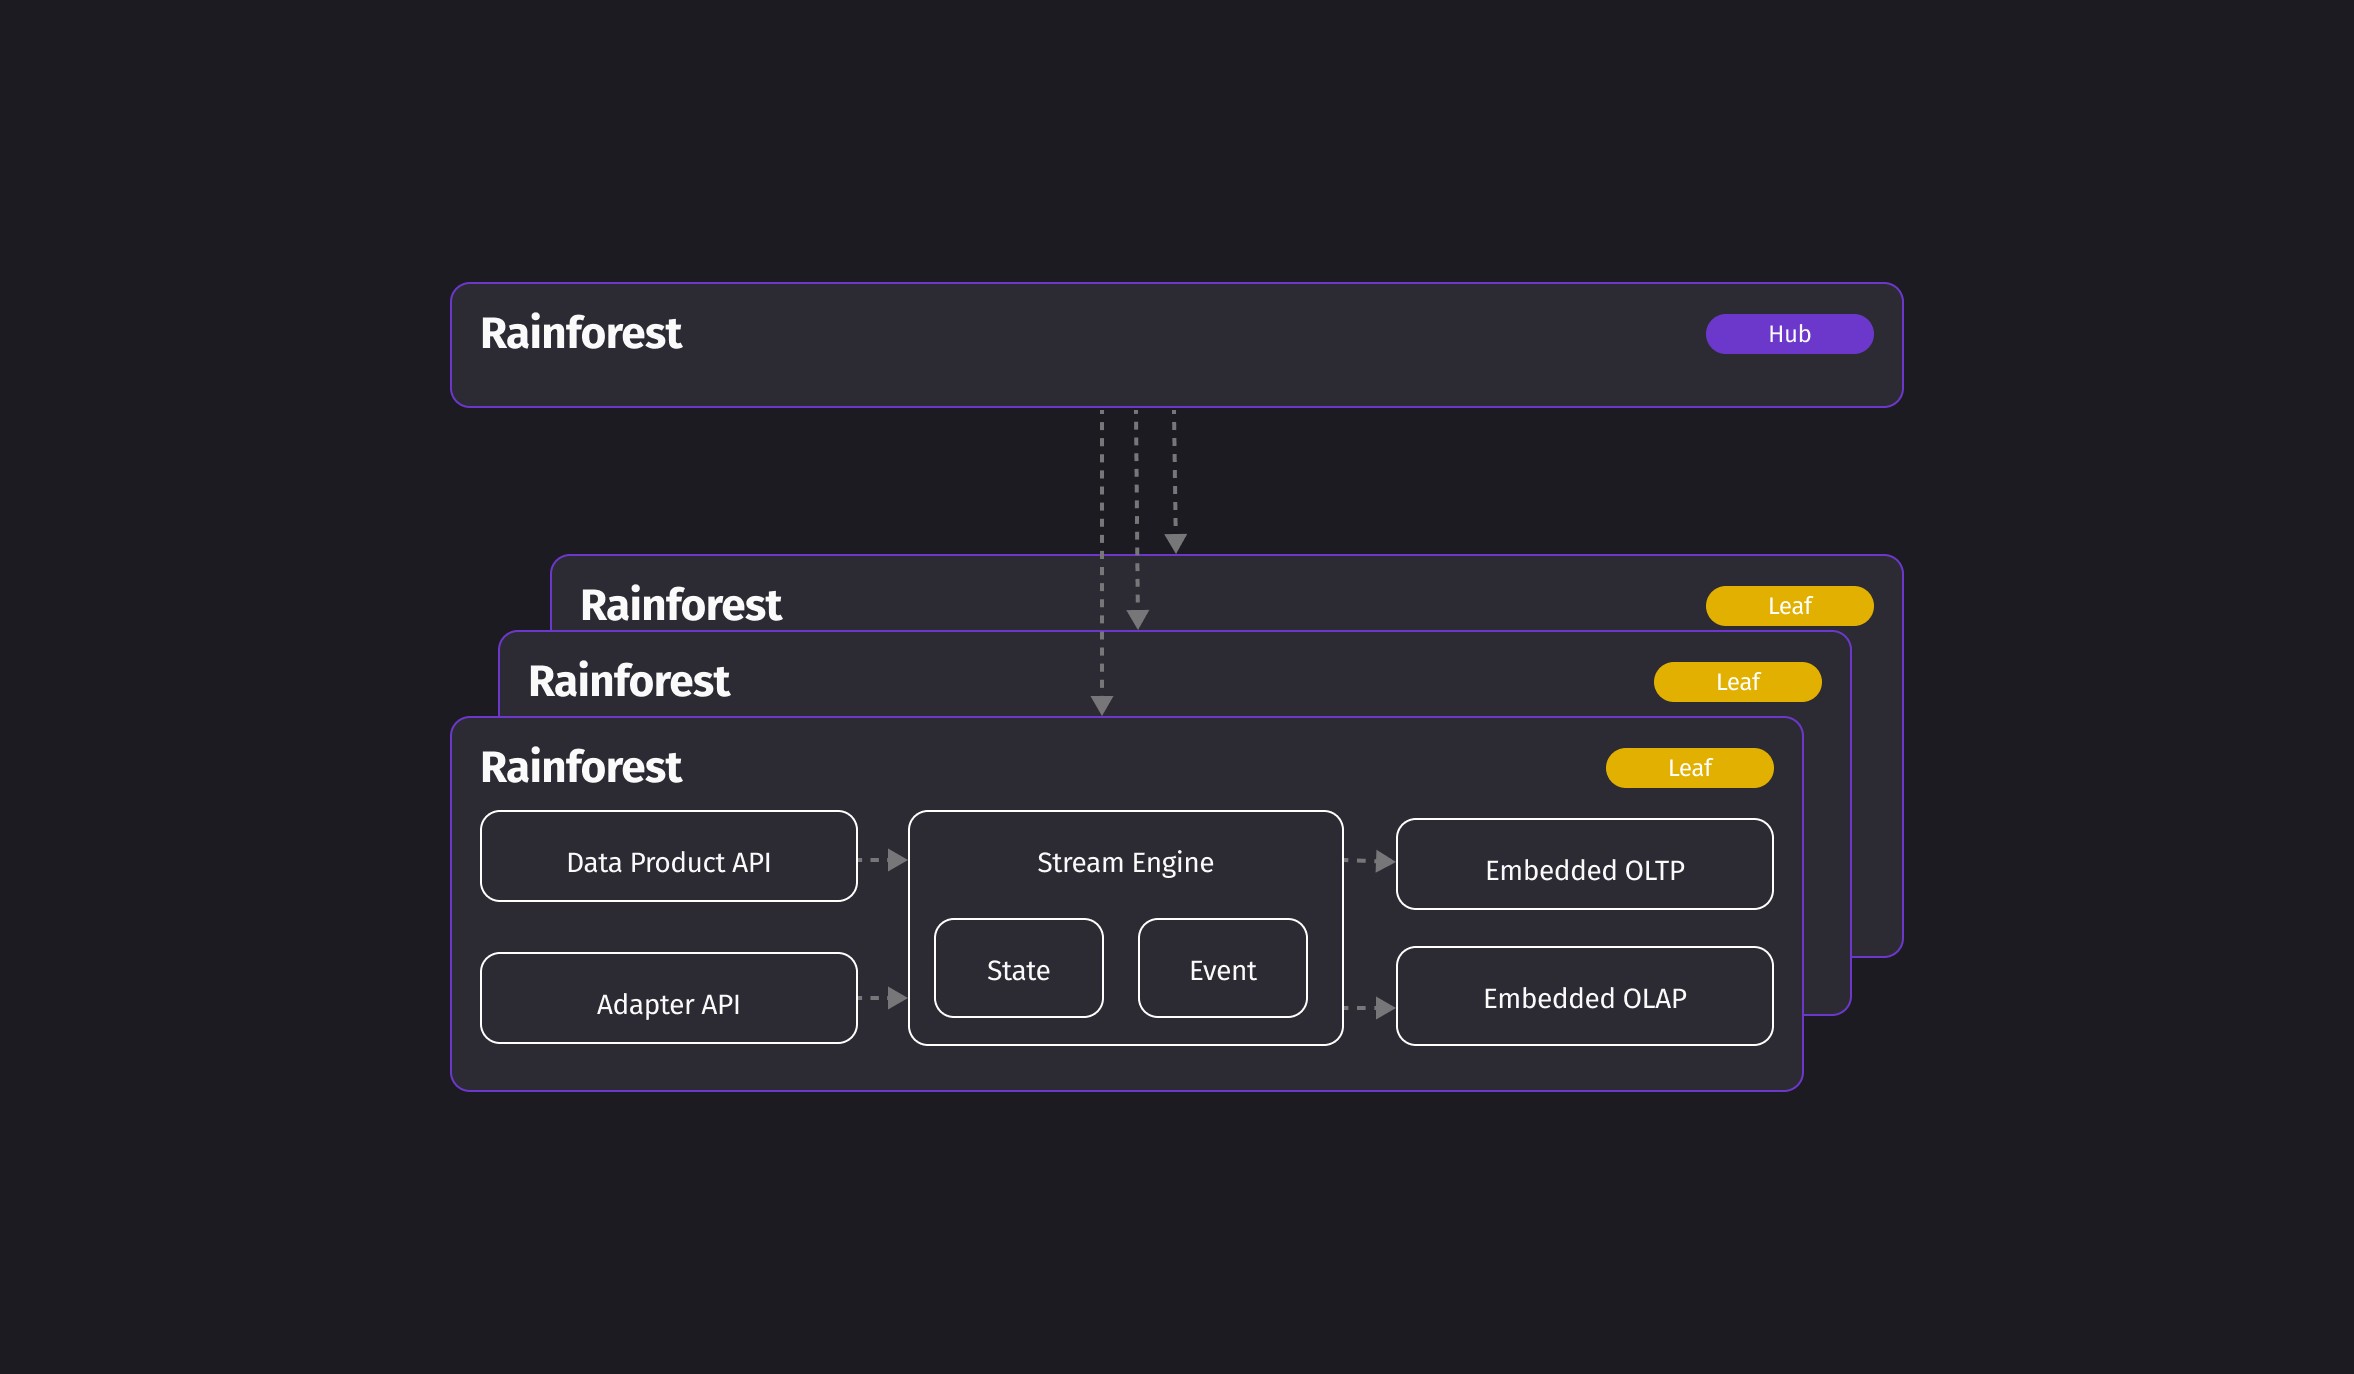 Rainforest
Hub
Rainforest
Leaf
Rainforest
Leaf
Rainforest
Leaf
Data Product API
Stream Engine
Embedded OLTP
State
Event
Adapter API
Embedded OLAP